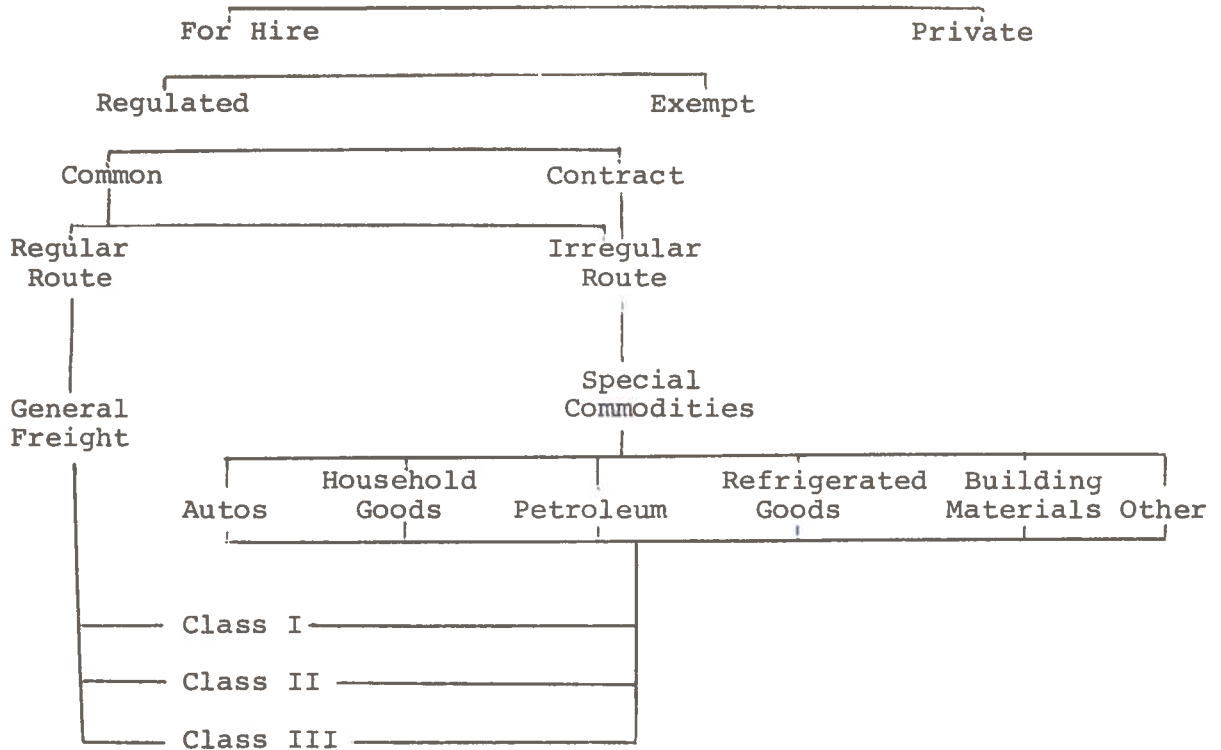 For Hire Private
Regulated Exempt
Common Contract
Regular Irregular
Route Route
Special
General Commodities
Freight
Household Refrigerated Building
Autos Goods Petroleum Goods Materials Other
Class I
Class II
Class III